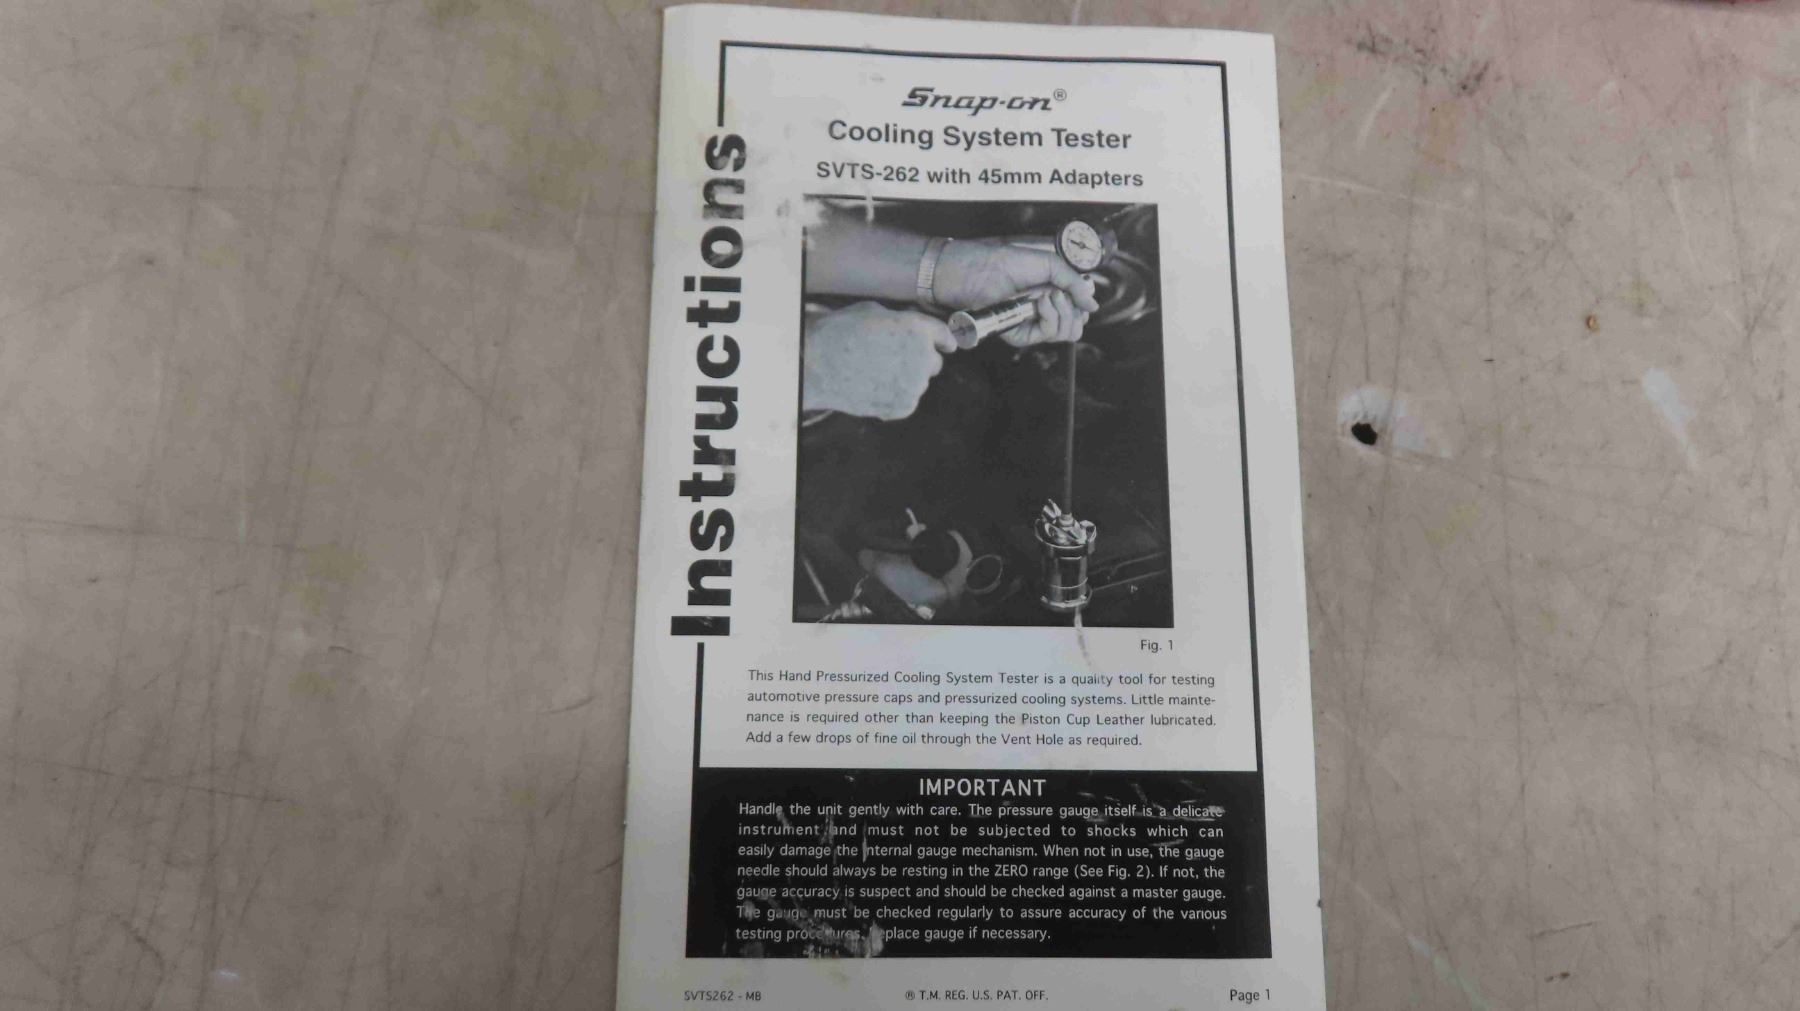 Instructions
Snap-on®
Cooling System Tester
SVTS-262 with 45mm Adapters
Fig. 1
This Hand Pressurized Cooling System Tester is a quality tool for testing
automotive pressure caps and pressurized cooling systems. Little mainte-
nance is required other than keeping the Piston Cup Leather lubricated.
Add a few drops of fine oil through the Vent Hole as required.
IMPORTANT
Handle the unit gently with care. The pressure gauge itself is a delicate
instrument and must not be subjected to shocks which can
easily damage the internal gauge mechanism. When not in use, the gauge
needle should always be resting in the ZERO range (See Fig. 2). If not, the
gauge accuracy is suspect and should be checked against a master gauge.
The gauge must be checked regularly to assure accuracy of the various
testing procedures. Replace gauge if necessary.
SVTS262 - MB
® T.M. REG. U.S. PAT. OFF.
Page 1